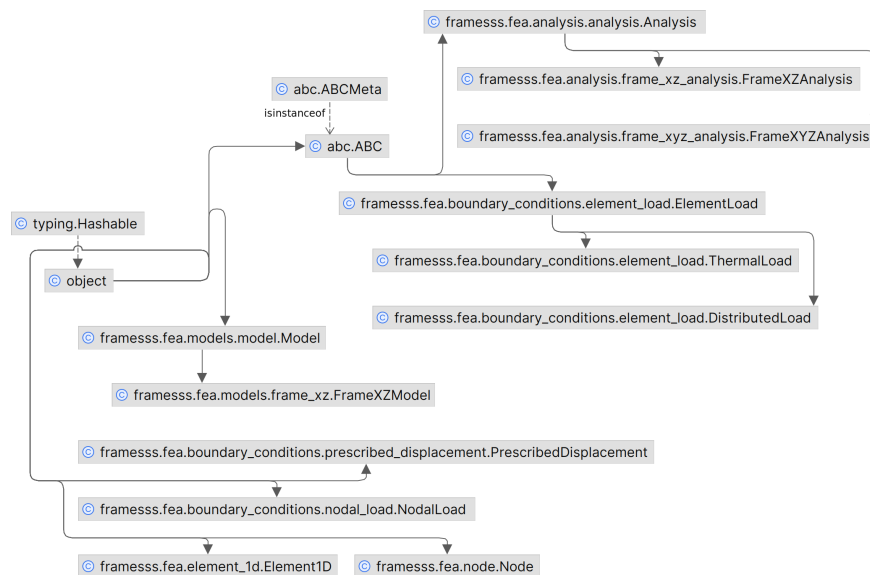 framesss.fea.analysis.analysis.Analysis
framesss.fea.analysis.frame_xz_analysis.FrameXZAnalysis
abc.ABCMeta
isinstanceof
framesss.fea.analysis.frame_xyz_analysis.FrameXYZAnalysis
abc.ABC
framesss.fea.boundary_conditions.element_load.ElementLoad
typing.Hashable
framesss.fea.boundary_conditions.element_load.ThermalLoad
object
framesss.fea.boundary_conditions.element_load.DistributedLoad
framesss.fea.models.model.Model
framesss.fea.models.frame_xz.FrameXZModel
framesss.fea.boundary_conditions.prescribed_displacement.PrescribedDisplacement
framesss.fea.boundary_conditions.nodal_load.NodalLoad
framesss.fea.element_1d.Element1D
framesss.fea.node.Node